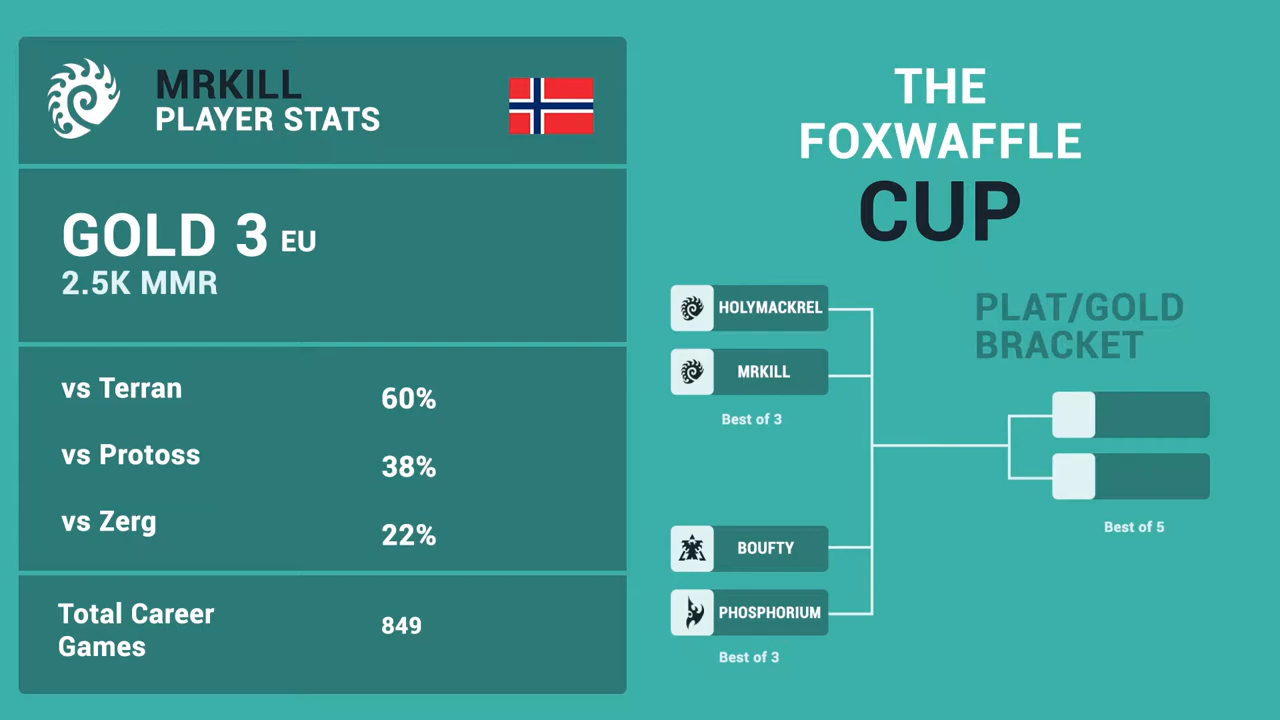 MRKILL
PLAYER STATS
GOLD 3 EU
2.5K MMR
vs Terran 60%
vs Protoss 38%
vs Zerg 22%
Total Career
Games
849
THE
FOXWAFFLE
CUP
PLAT/GOLD
BRACKET
HOLYMACKREL
MRKILL
Best of 3
BOUFTY
PHOSPHORIUM
Best of 3
Best of 5